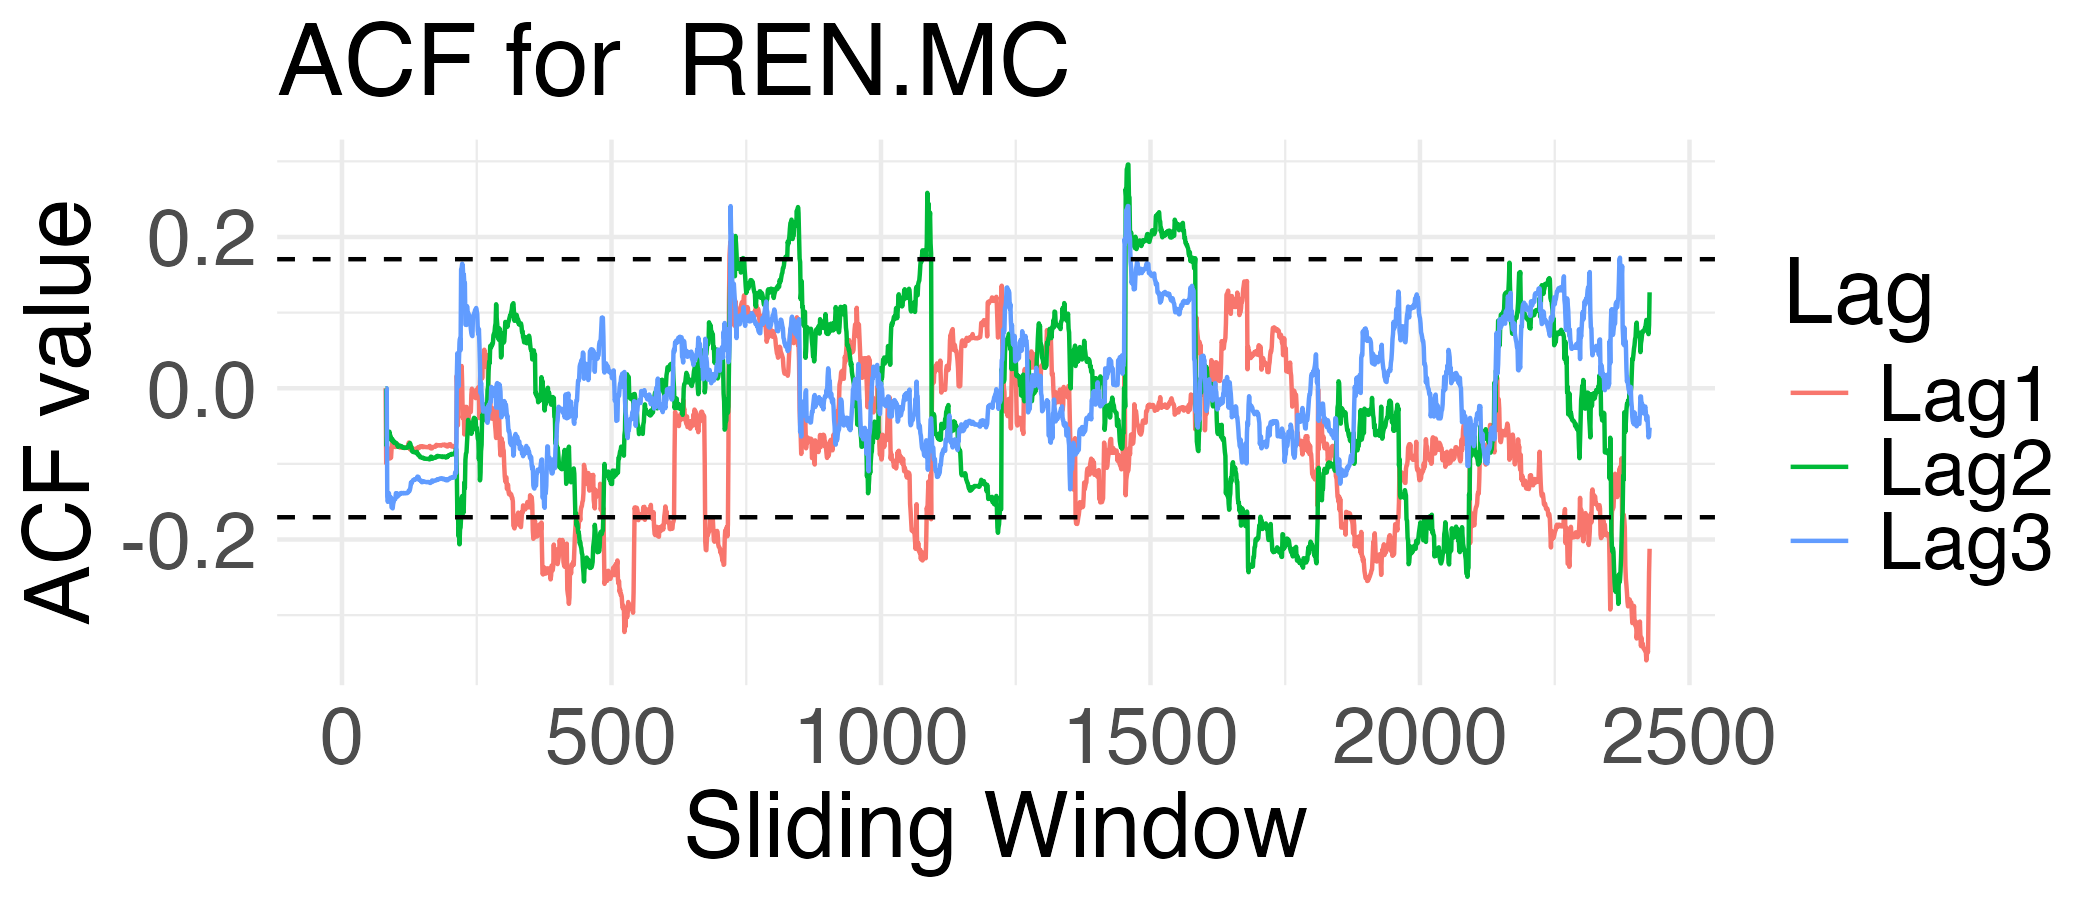 ACF for  REN.MC
ACF value
0.2
0.0
-0.2
0 500 1000 1500 2000 2500
Sliding Window
Lag
Lag1
Lag2
Lag3